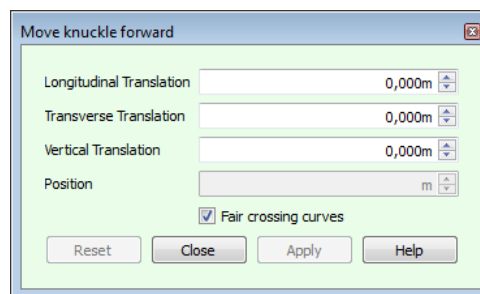 Move knuckle forward
Longitudinal Translation 0,000m
Transverse Translation 0,000m
Vertical Translation 0,000m
Position m
Fair crossing curves
Reset Close Apply Help